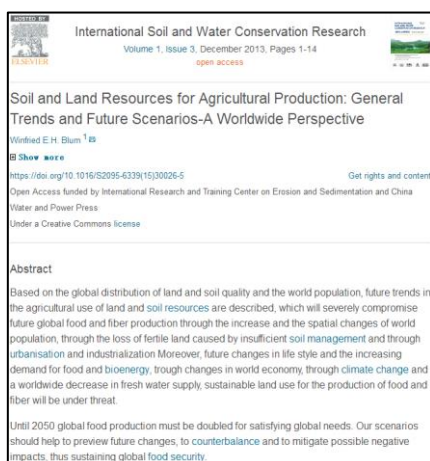 HOSTED BY
ELSEVIER
International Soil and Water Conservation Research
Volume 1, Issue 3, December 2013, Pages 1-14
open access
Soil and Land Resources for Agricultural Production: General
Trends and Future Scenarios-A Worldwide Perspective
Winfried E.H. Blum 1
Show more
https://doi.org/10.1016/S2095-6339(15)30026-5
Get rights and content
Open Access funded by International Research and Training Center on Erosion and Sedimentation and China
Water and Power Press
Under a Creative Commons license
Abstract
Based on the global distribution of land and soil quality and the world population, future trends in
the agricultural use of land and soil resources are described, which will severely compromise
future global food and fiber production through the increase and the spatial changes of world
population, through the loss of fertile land caused by insufficient soil management and through
urbanisation and industrialization Moreover, future changes in life style and the increasing
demand for food and bioenergy, trough changes in world economy, through climate change and
a worldwide decrease in fresh water supply, sustainable land use for the production of food and
fiber will be under threat.
Until 2050 global food production must be doubled for satisfying global needs. Our scenarios
should help to preview future changes, to counterbalance and to mitigate possible negative
impacts, thus sustaining global food security.